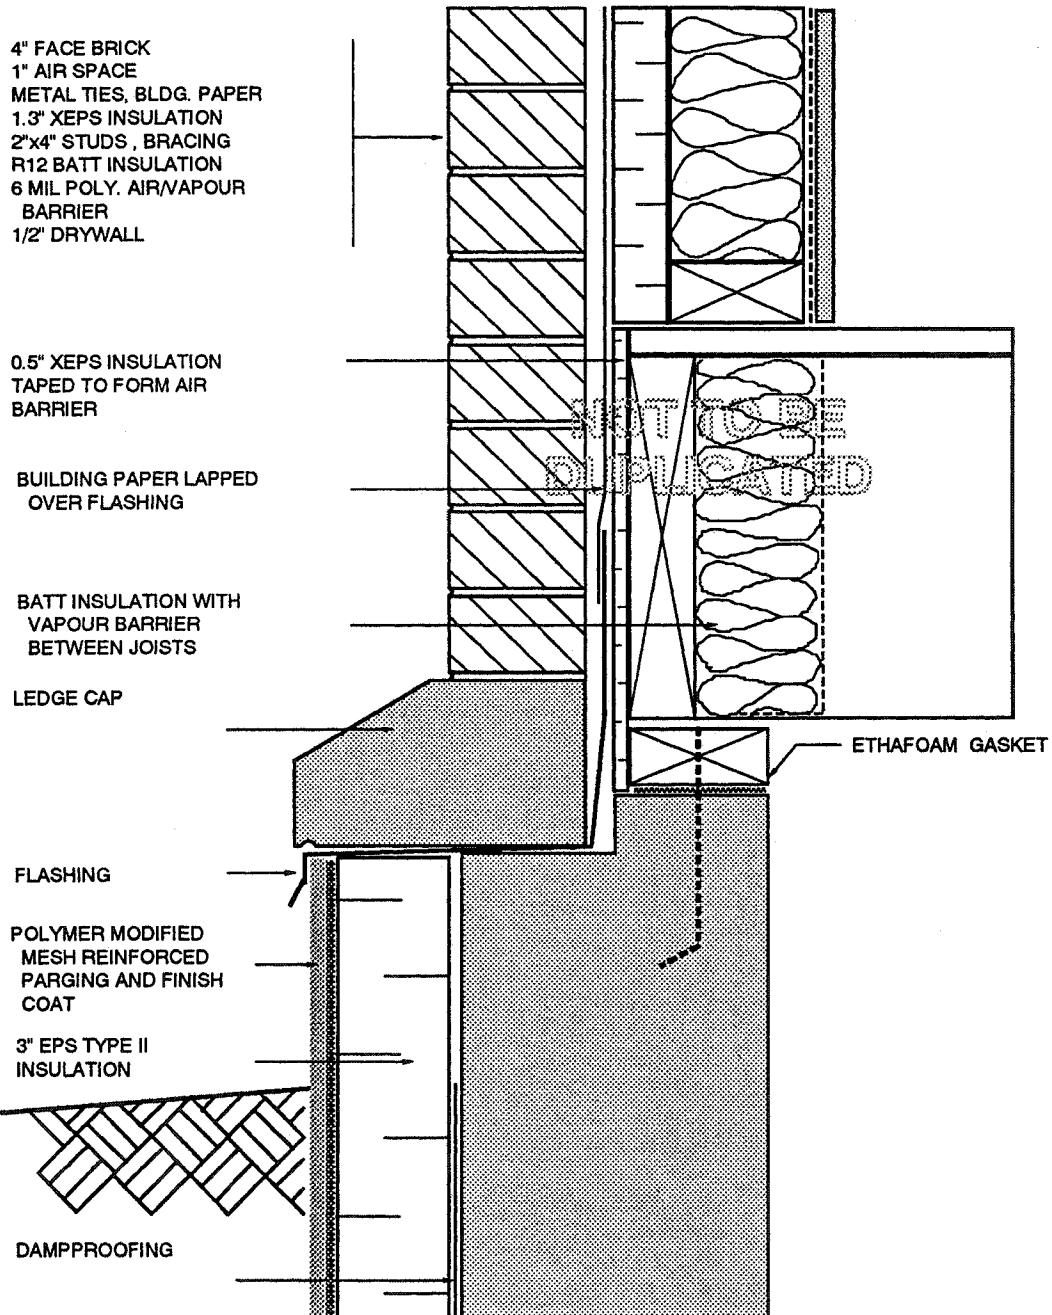 4" FACE BRICK
1" AIR SPACE
METAL TIES, BLDG. PAPER
1.3" XEPS INSULATION
2"x4" STUDS , BRACING
R12 BATT INSULATION
6 MIL POLY. AIR/VAPOUR
BARRIER
1/2" DRYWALL
0.5" XEPS INSULATION
TAPED TO FORM AIR
BARRIER
NOT TO BE
DUPLICATED
BUILDING PAPER LAPPED
OVER FLASHING
BATT INSULATION WITH
VAPOUR BARRIER
BETWEEN JOISTS
LEDGE CAP
ETHAFOAM GASKET
FLASHING
POLYMER MODIFIED
MESH REINFORCED
PARGING AND FINISH
COAT
3" EPS TYPE II
INSULATION
DAMPPROOFING